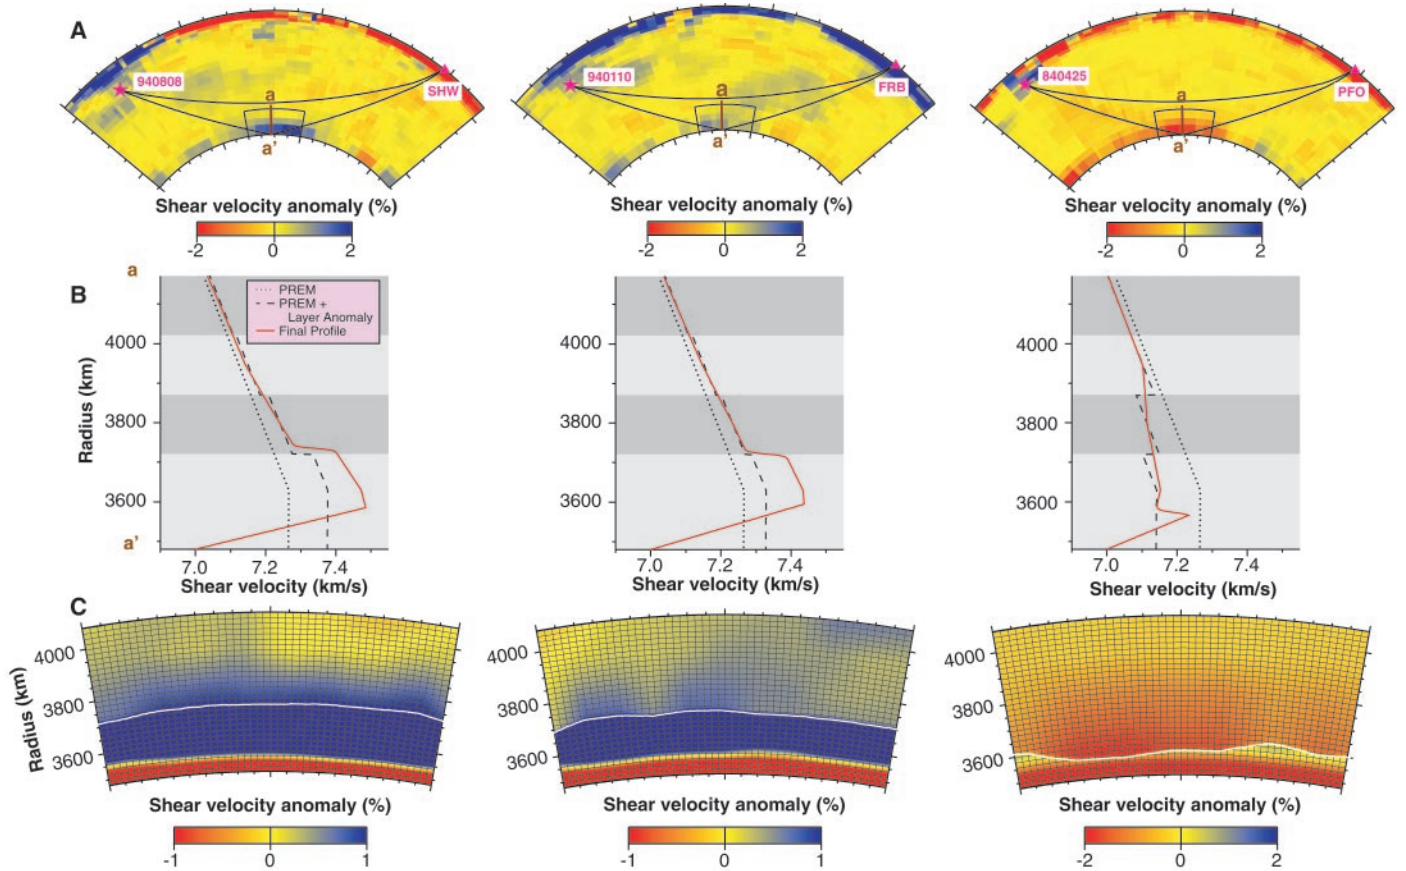 A
940808
SHW
a
a'
Shear velocity anomaly (%)
-2 0 2
940110
FRB
a
a'
Shear velocity anomaly (%)
-2 0 2
840425
PFO
a
a'
Shear velocity anomaly (%)
-2 0 2
B
a
a'
Radius (km)
4000
3800
3600
PREM
PREM +
Layer Anomaly
Final Profile
7.0 7.2 7.4
Shear velocity (km/s)
4000
3800
3600
7.0 7.2 7.4
Shear velocity (km/s)
4000
3800
3600
7.0 7.2 7.4
Shear velocity (km/s)
C
Radius (km)
4000
3800
3600
Shear velocity anomaly (%)
-1 0 1
4000
3800
3600
Shear velocity anomaly (%)
-1 0 1
4000
3800
3600
Shear velocity anomaly (%)
-2 0 2